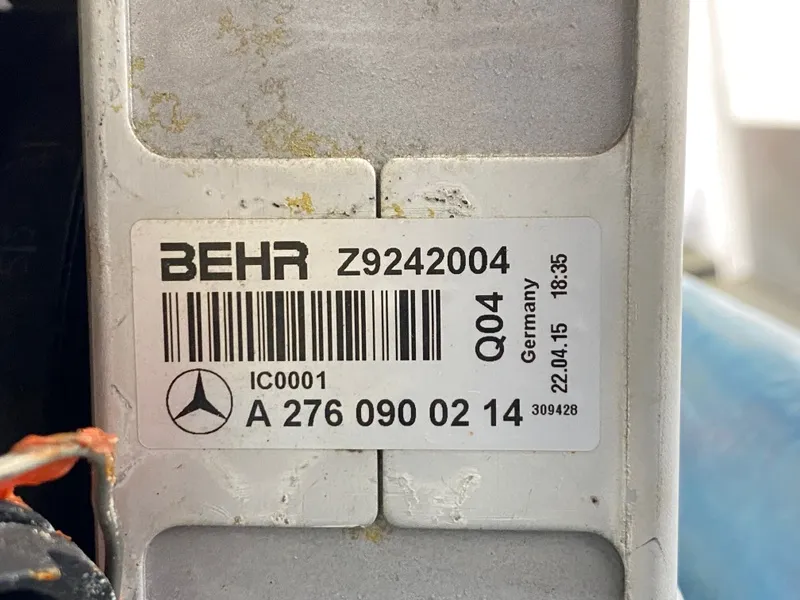 BEHR Z9242004
Q04
Germany
22.04.15 18:35
IC0001
A 276 090 02 14 309428